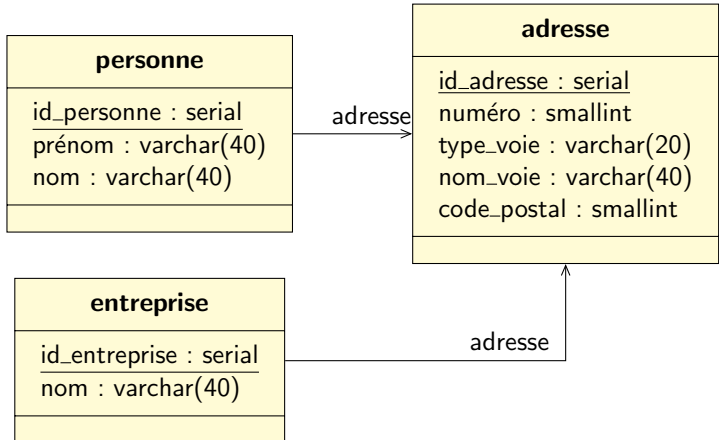 personne
id_personne : serial
prénom : varchar(40)
nom : varchar(40)
adresse
adresse
id_adresse : serial
numéro : smallint
type_voie : varchar(20)
nom_voie : varchar(40)
code_postal : smallint
entreprise
id_entreprise : serial
nom : varchar(40)
adresse